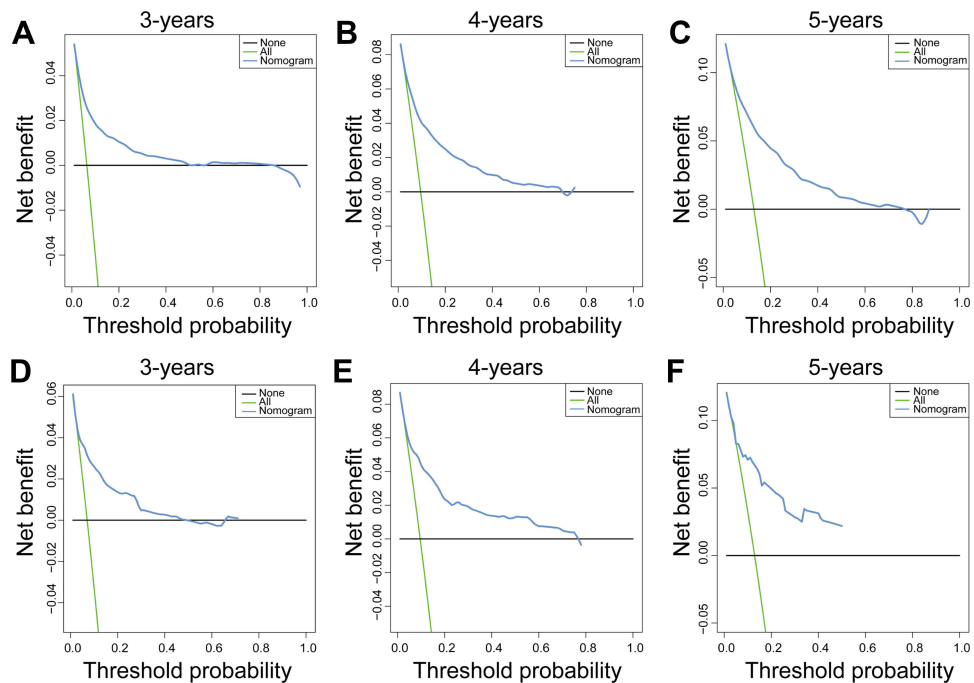 A
3-years
None
All
Nomogram
Net benefit
0.04
0.02
0.00
−0.02
−0.04
0.0 0.2 0.4 0.6 0.8 1.0
Threshold probability
B
4-years
None
All
Nomogram
Net benefit
0.08
0.06
0.04
0.02
0.00
−0.02
−0.04
0.0 0.2 0.4 0.6 0.8 1.0
Threshold probability
C
5-years
None
All
Nomogram
Net benefit
0.10
0.05
0.00
−0.05
0.0 0.2 0.4 0.6 0.8 1.0
Threshold probability
D
3-years
None
All
Nomogram
Net benefit
0.06
0.04
0.02
0.00
−0.02
−0.04
0.0 0.2 0.4 0.6 0.8 1.0
Threshold probability
E
4-years
None
All
Nomogram
Net benefit
0.08
0.06
0.04
0.02
0.00
−0.02
−0.04
0.0 0.2 0.4 0.6 0.8 1.0
Threshold probability
F
5-years
None
All
Nomogram
Net benefit
0.10
0.05
0.00
−0.05
0.0 0.2 0.4 0.6 0.8 1.0
Threshold probability